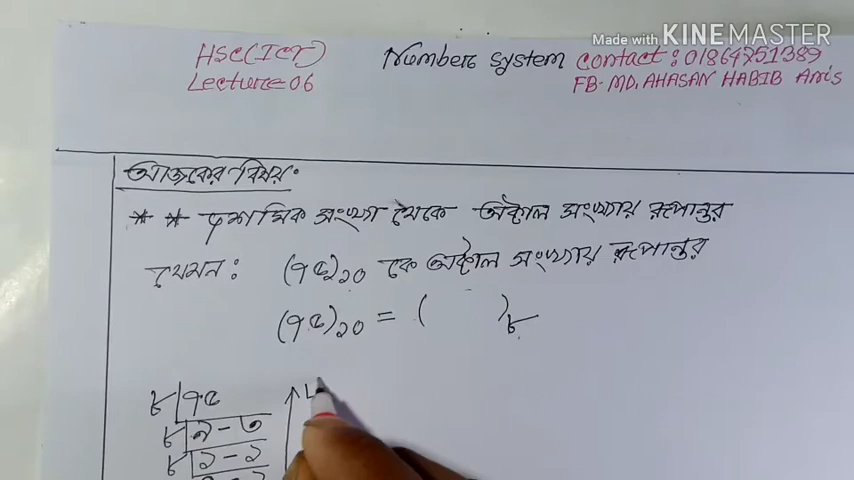 Made with KINEMASTER
HSC(ICT)
Lecture 06
Number system
Contact: 01864751389
FB- MD. AHASAN HABIB Anis
আজকের বিষয়:
** দশমিক সংখ্যা থেকে অক্টাল সংখ্যায় রূপান্তর
যেমন: (৭৫)১০ কে অক্টাল সংখ্যায় রূপান্তর
(৭৫)১০ = ( )৮
৮ ৭৫
৮ ৯ - ৩
৮ ১ - ১